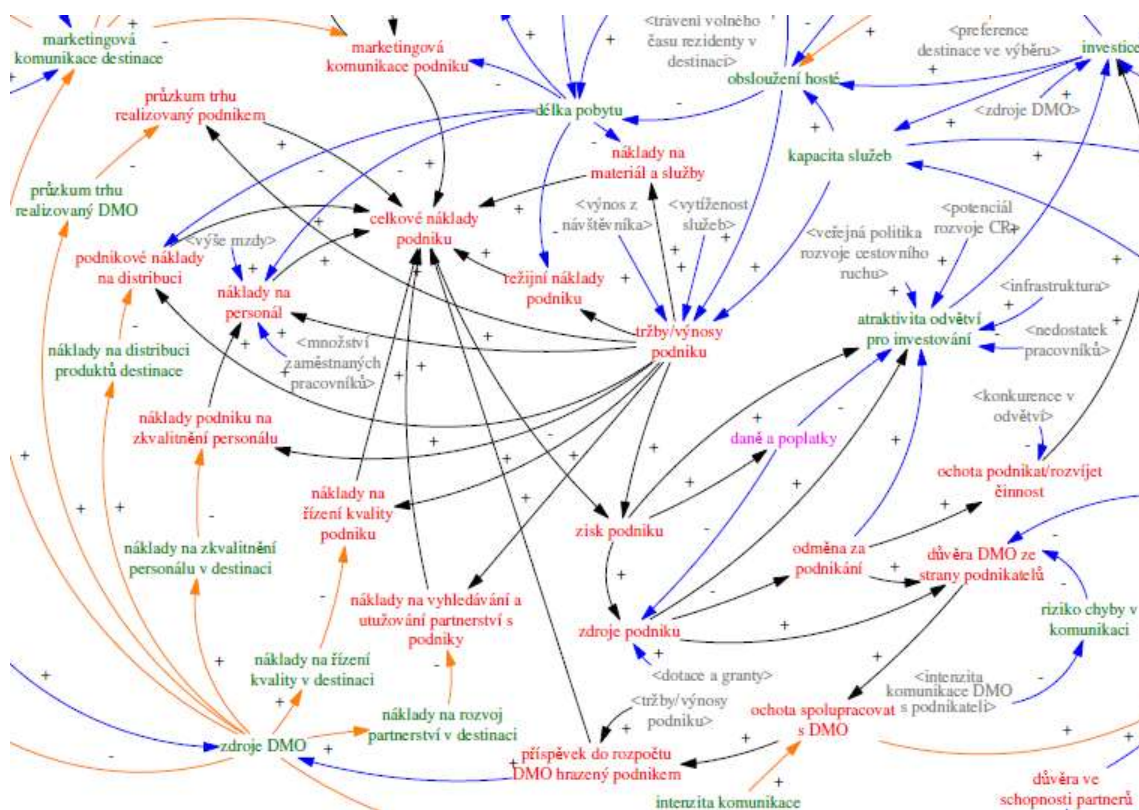 marketingová
komunikace destinace
marketingová
komunikace podniku
<trávení volného
času rezidenty v
destinaci>
<preference
destinace ve výběru>
investice
obsloužení hosté
průzkum trhu
realizovaný podnikem
délka pobytu
<zdroje DMO>
náklady na
materiál a služby
kapacita služeb
průzkum trhu
realizovaný DMO
celkové náklady
podniku
<výnos z
návštěvníka>
<vytíženost
služeb>
<potenciál
rozvoje CR>
<výše mzdy>
<veřejná politika
rozvoje cestovního
ruchu>
podnikové náklady
na distribuci
náklady na
personál
režijní náklady
podniku
<infrastruktura>
tržby/výnosy
podniku
atraktivita odvětví
pro investování
náklady na distribuci
produktů destinace
<množství
zaměstnaných
pracovníků>
<nedostatek
pracovníků>
<konkurence v
odvětví>
náklady podniku na
zkvalitnění personálu
daně a poplatky
ochota podnikat/rozvíjet
činnost
náklady na
řízení kvality
podniku
zisk podniku
odměna za
podnikání
důvěra DMO ze
strany podnikatelů
náklady na zkvalitnění
personálu v destinaci
náklady na vyhledávání a
utužování partnerství s
podniky
zdroje podniku
riziko chyby v
komunikaci
náklady na řízení
kvality v destinaci
<dotace a granty>
<intenzita
komunikace DMO
s podnikateli>
<tržby/výnosy
podniku>
ochota spolupracovat
s DMO
náklady na rozvoj
partnerství v destinaci
zdroje DMO
příspěvek do rozpočtu
DMO hrazený podnikem
důvěra ve
schopnosti partnerů
intenzita komunikace